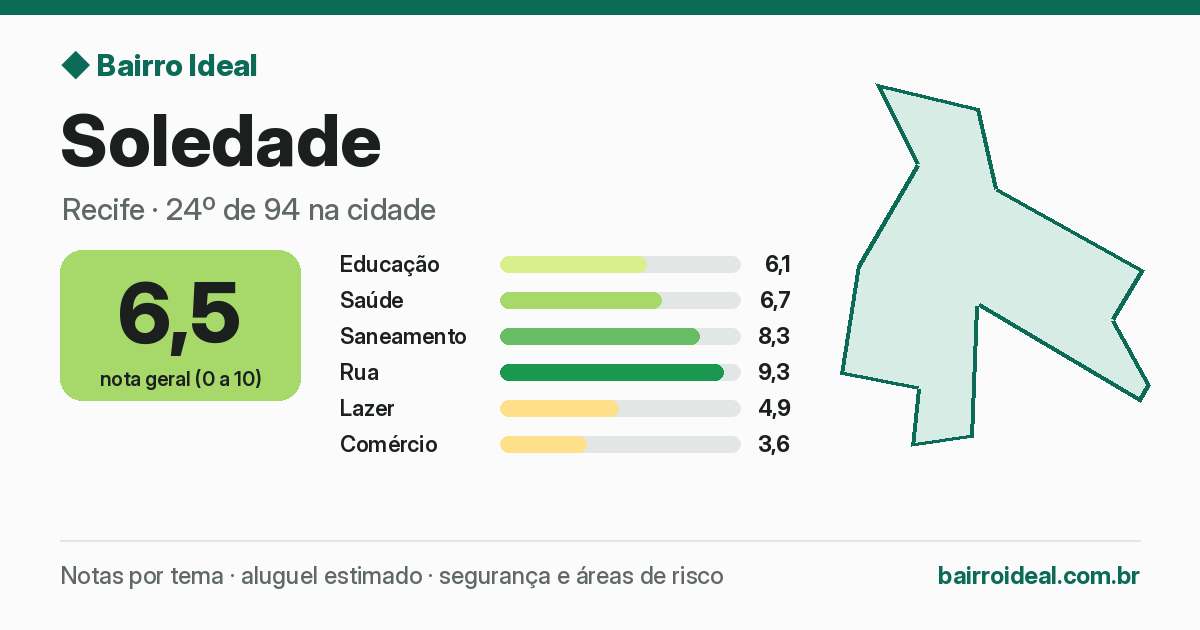 Bairro Ideal
Soledade
Recife · 24º de 94 na cidade
6,5
nota geral (0 a 10)
Educação 6,1
Saúde 6,7
Saneamento 8,3
Rua 9,3
Lazer 4,9
Comércio 3,6
Notas por tema · aluguel estimado · segurança e áreas de risco
bairroideal.com.br